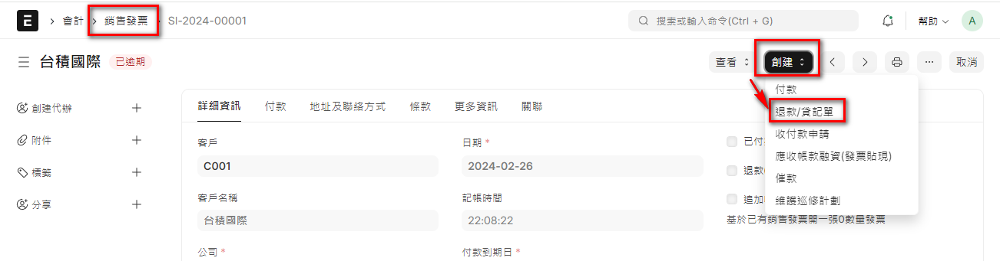 E 會計 銷售發票 SI-2024-00001 搜索或輸入命令(Ctrl + G) 幫助 A
台積國際 已逾期 查看 創建 ... 取消
付款
退款/貸記單
收付款申請
應收帳款融資(發票貼現)
催款
維護巡修計劃
創建代辦 +
附件 +
標籤 +
分享 +
詳細資訊 付款 地址及聯絡方式 條款 更多資訊 關聯
客戶
C001
客戶名稱
台積國際
公司 *
日期 *
2024-02-26
記帳時間
22:08:22
付款到期日 *
已付
退款
追加
基於已有銷售發票開一張0數量發票